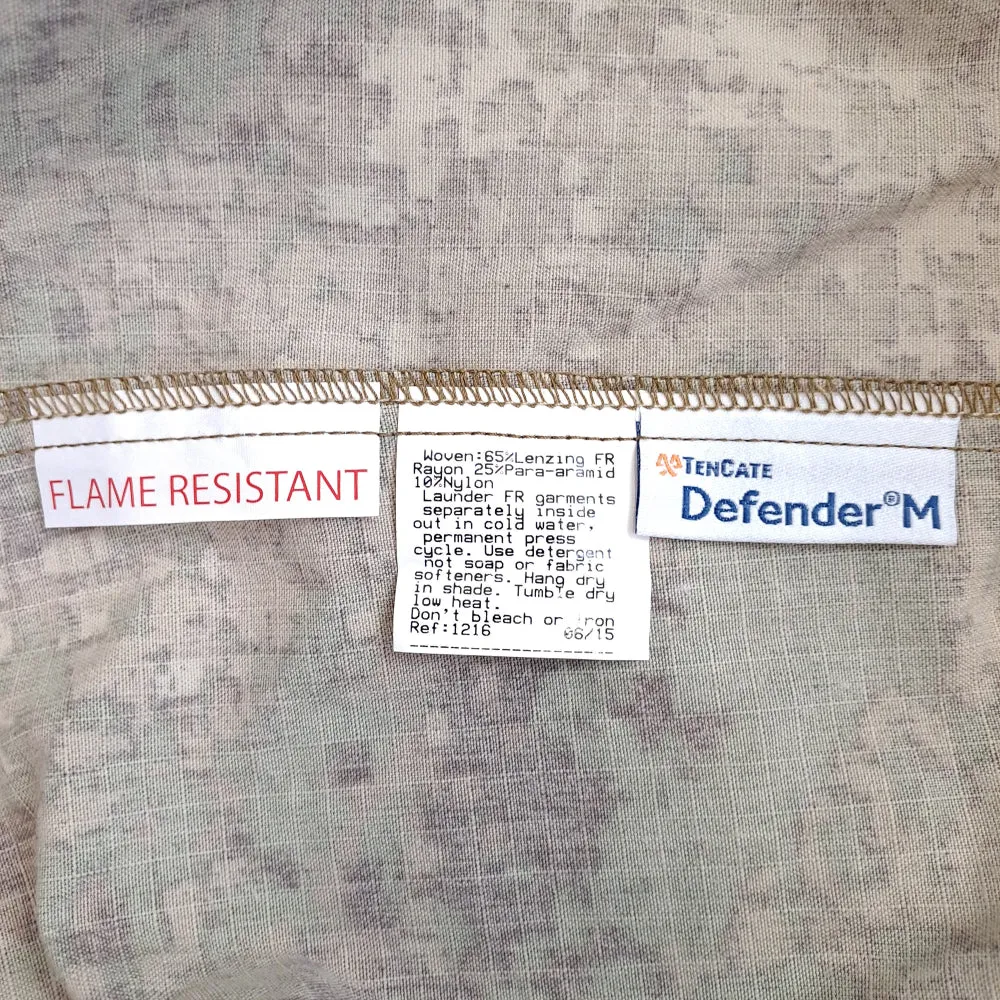 FLAME RESISTANT
Woven:65%Lenzing FR
Rayon 25%Para-aramid
10%Nylon
Launder FR garments
separately inside
out in cold water,
permanent press
cycle. Use detergent
not soap or fabric
softeners. Hang dry
in shade. Tumble dry
low heat.
Don't bleach or iron
Ref:1216 06/15
TENCATE
Defender®M